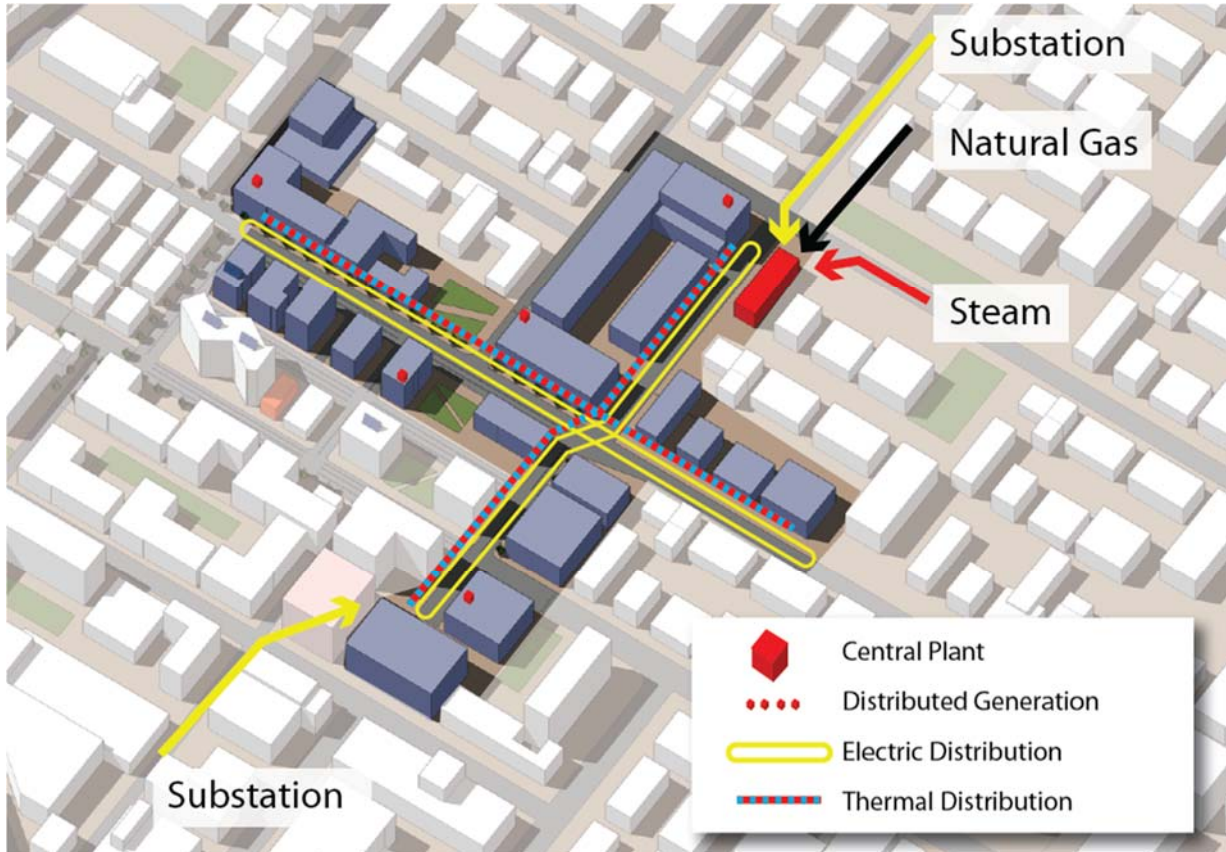 Substation
Natural Gas
Steam
Substation
Central Plant
Distributed Generation
Electric Distribution
Thermal Distribution